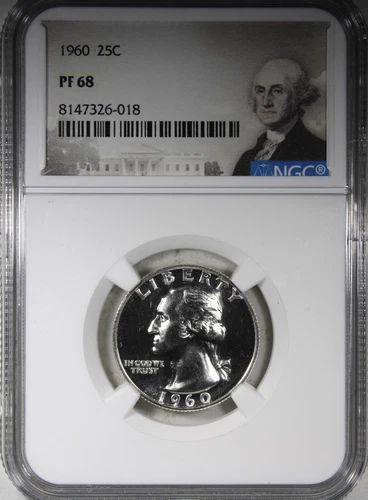 1960 25C
PF 68
8147326-018
NGC®
LIBERTY
IN GOD WE
TRUST
1960